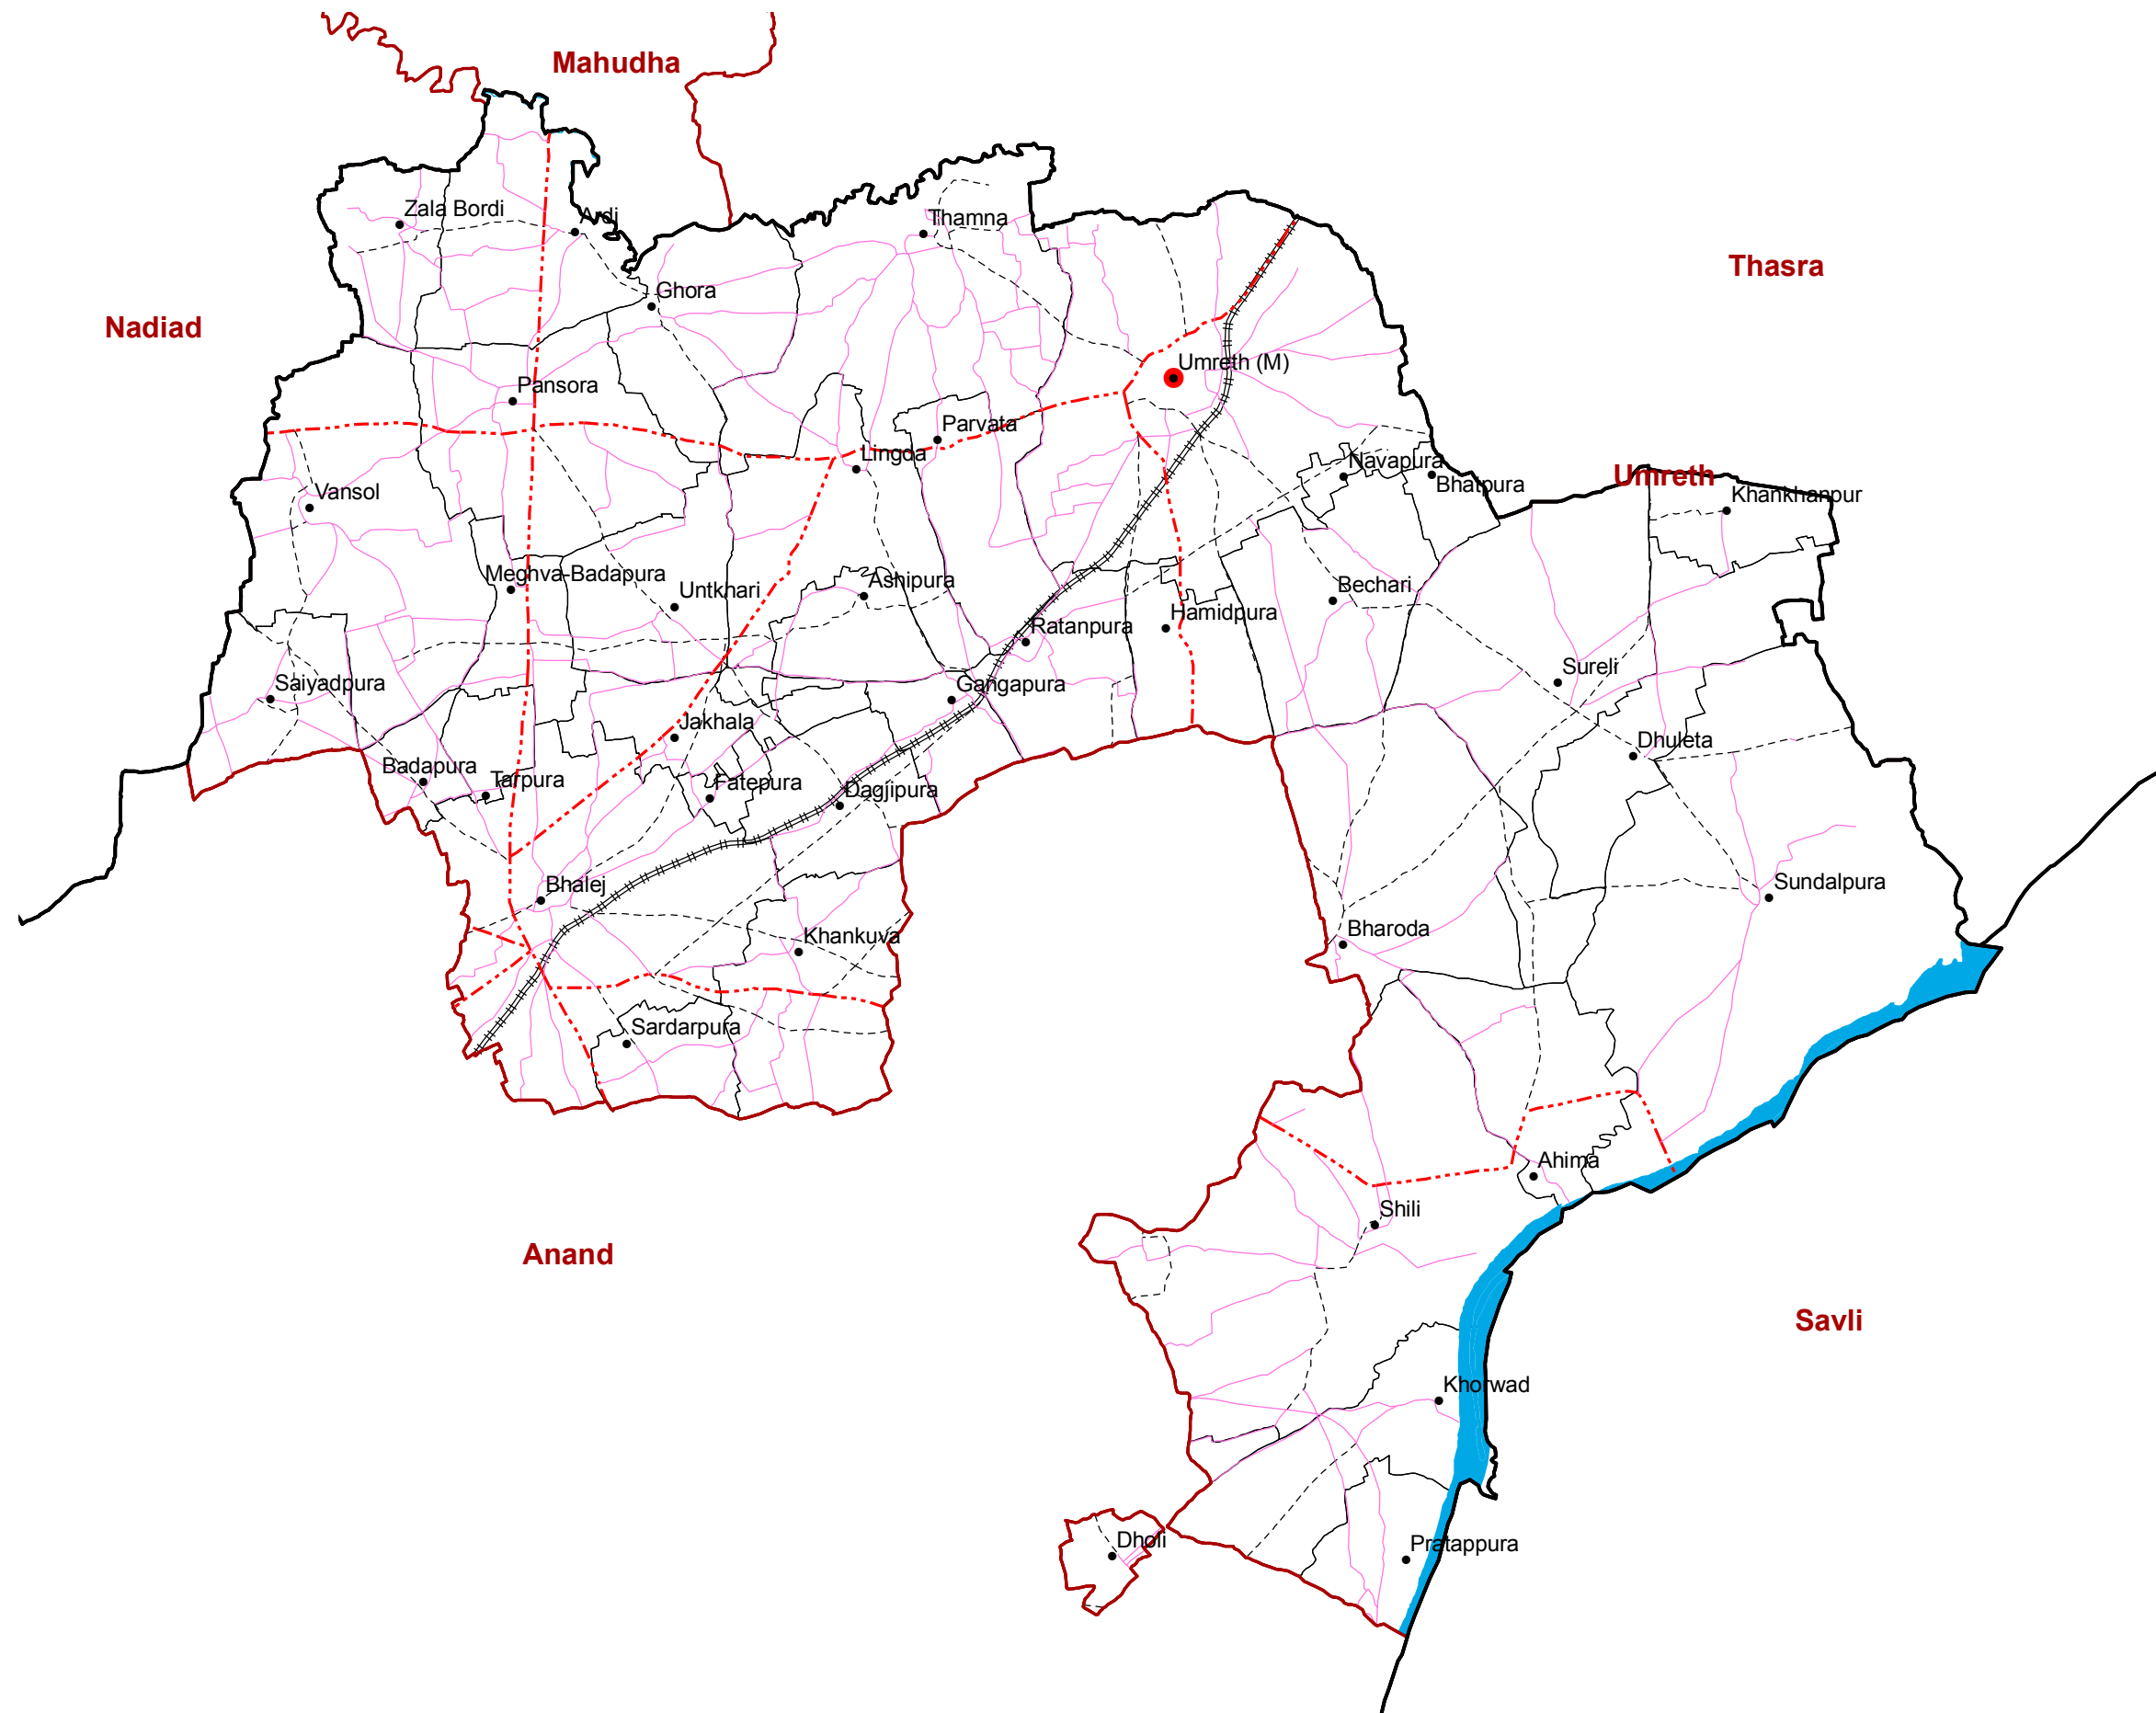 Mahudha
Zala Bordi
Ardi
Thamna
Thasra
Ghora
Nadiad
Umreth (M)
Pansora
Parvata
Lingda
Navapura
Umreth
Bhatpura
Khankhanpur
Vansol
Meghva-Badapura
Untkhari
Ashipura
Bechari
Hamidpura
Ratanpura
Sureli
Saiyadpura
Gangapura
Jakhala
Dhuleta
Badapura
Tarpura
Fatepura
Dagjipura
Bhalej
Sundalpura
Khankuva
Bharoda
Sardarpura
Ahima
Shili
Anand
Savli
Khorwad
Dholi
Pratappura